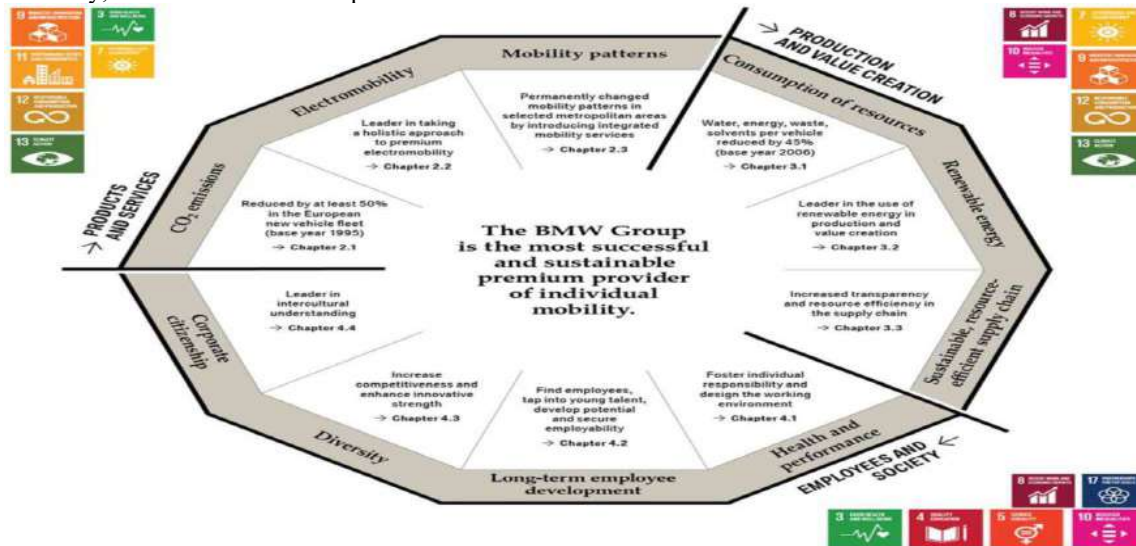 9
3
11
7
12
13
8
7
10
9
12
13
→ PRODUCTS
AND SERVICES
CO2 emissions
Reduced by at least 50%
in the European
new vehicle fleet
(base year 1995)
→ Chapter 2.1
Electromobility
Leader in taking
a holistic approach
to premium
electromobility
→ Chapter 2.2
Mobility patterns
Permanently changed
mobility patterns in
selected metropolitan areas
by introducing integrated
mobility services
→ Chapter 2.3
→ PRODUCTION
AND VALUE CREATION
Consumption of resources
Water, energy, waste,
solvents per vehicle
reduced by 45%
(base year 2006)
→ Chapter 3.1
Renewable energy
Leader in the use of
renewable energy in
production and
value creation
→ Chapter 3.2
Sustainable, resource-
efficient supply chain
Increased transparency
and resource efficiency in
the supply chain
→ Chapter 3.3
The BMW Group
is the most successful
and sustainable
premium provider
of individual
mobility.
→ EMPLOYEES AND
SOCIETY
Health and
performance
Foster individual
responsibility and
design the working
environment
→ Chapter 4.1
Long-term employee
development
Find employees,
tap into young talent,
develop potential
and secure
employability
→ Chapter 4.2
Diversity
Increase
competitiveness and
enhance innovative
strength
→ Chapter 4.3
Corporate
citizenship
Leader in
intercultural
understanding
→ Chapter 4.4
8
17
3
4
5
10